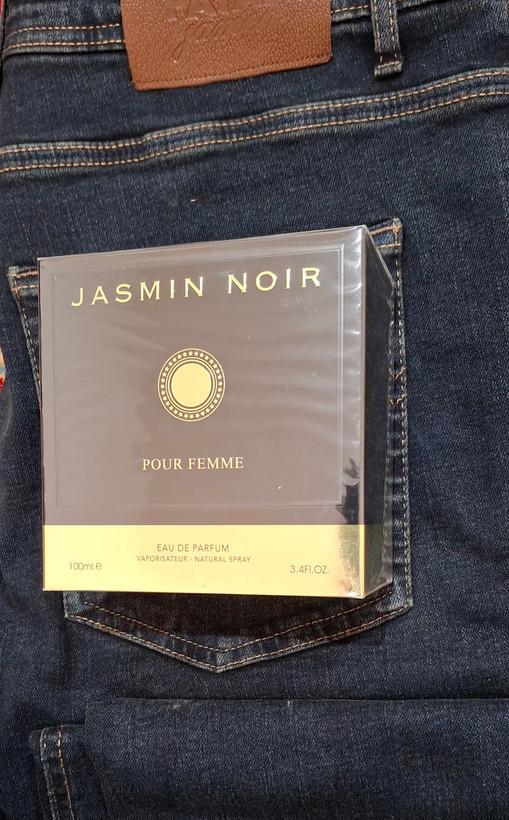 JASMIN NOIR
POUR FEMME
EAU DE PARFUM
VAPORISATEUR - NATURAL SPRAY
100ml.e 3.4Fl.OZ.